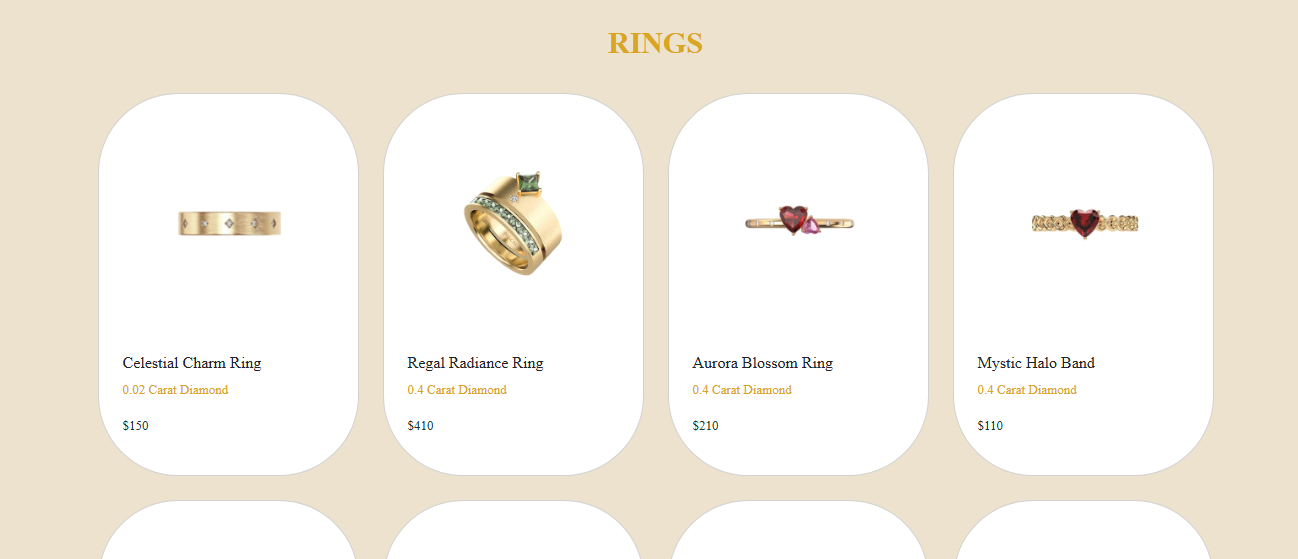 RINGS
Celestial Charm Ring
0.02 Carat Diamond
$150
Regal Radiance Ring
0.4 Carat Diamond
$410
Aurora Blossom Ring
0.4 Carat Diamond
$210
Mystic Halo Band
0.4 Carat Diamond
$110